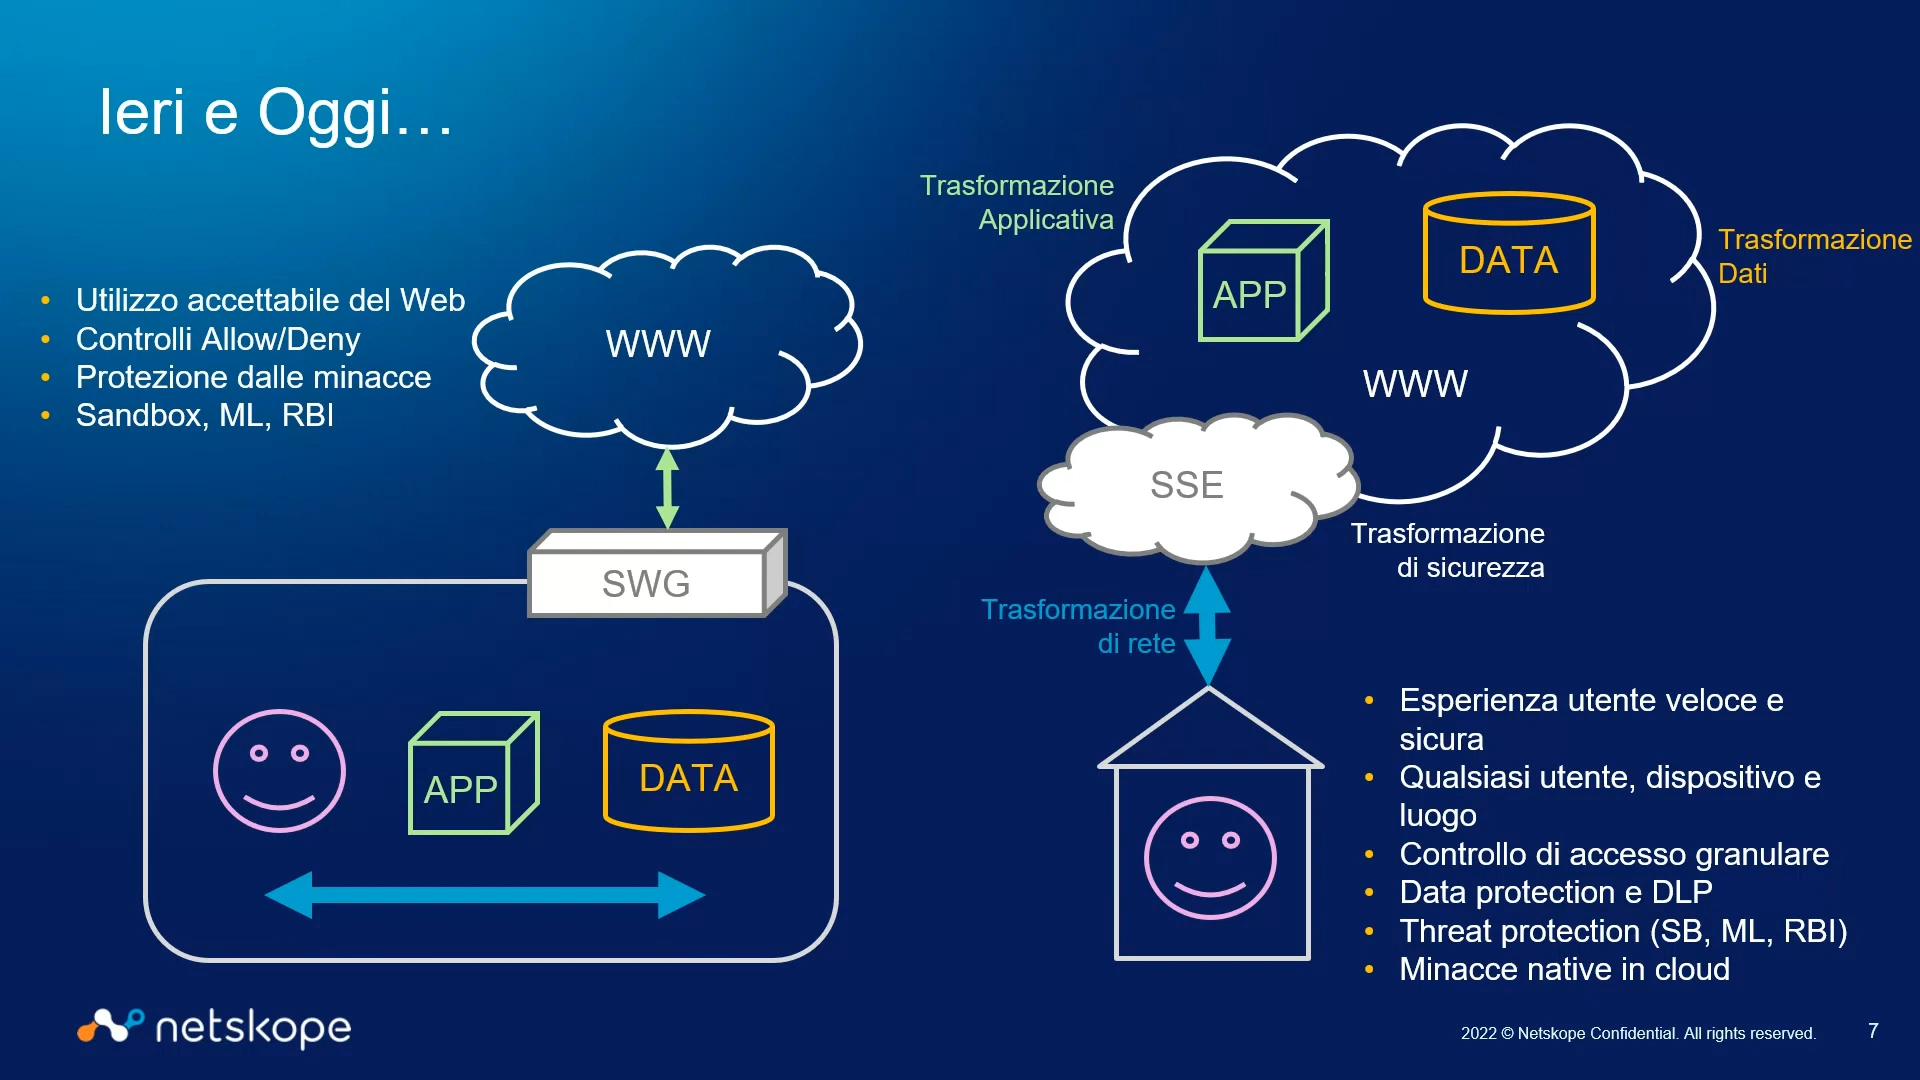 Ieri e Oggi…
• Utilizzo accettabile del Web
• Controlli Allow/Deny
• Protezione dalle minacce
• Sandbox, ML, RBI
WWW
SWG
APP
DATA
Trasformazione
Applicativa
APP
DATA
Trasformazione
Dati
WWW
SSE
Trasformazione
di sicurezza
Trasformazione
di rete
• Esperienza utente veloce e
sicura
• Qualsiasi utente, dispositivo e
luogo
• Controllo di accesso granulare
• Data protection e DLP
• Threat protection (SB, ML, RBI)
• Minacce native in cloud
netskope
2022 © Netskope Confidential. All rights reserved.
7